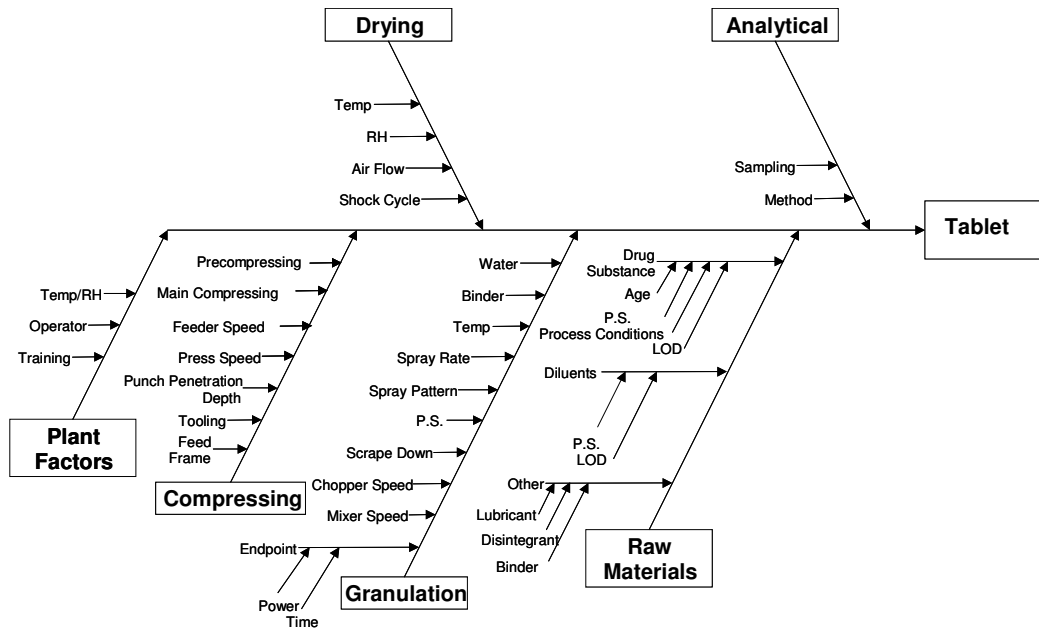 Drying
Analytical
Temp
RH
Air Flow
Shock Cycle
Sampling
Method
Tablet
Temp/RH
Operator
Training
Plant
Factors
Precompressing
Main Compressing
Feeder Speed
Press Speed
Punch Penetration
Depth
Tooling
Feed
Frame
Compressing
Water
Binder
Temp
Spray Rate
Spray Pattern
P.S.
Scrape Down
Chopper Speed
Mixer Speed
Endpoint
Power
Time
Granulation
Drug
Substance
Age
P.S.
Process Conditions
LOD
Diluents
P.S.
LOD
Other
Lubricant
Disintegrant
Binder
Raw
Materials